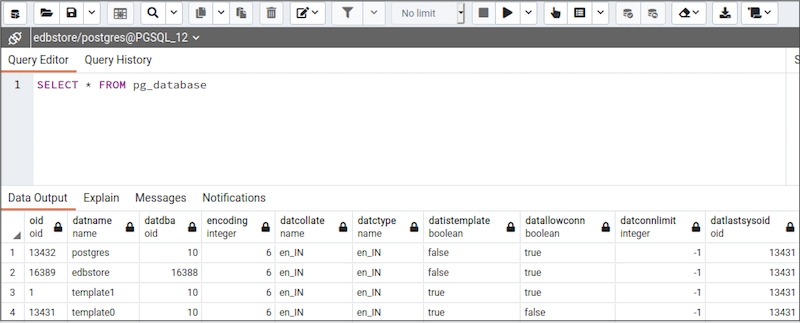 No limit
edbstore/postgres@PGSQL_12
Query Editor Query History S
1 SELECT * FROM pg_database
Data Output Explain Messages Notifications
oid datname datdba encoding datcollate datctype datistemplate datallowconn datconnlimit datlastsysoid
oid name oid integer name name boolean boolean integer oid
1 13432 postgres 10 6 en_IN en_IN false true -1 13431
2 16389 edbstore 16388 6 en_IN en_IN false true -1 13431
3 1 template1 10 6 en_IN en_IN true true -1 13431
4 13431 template0 10 6 en_IN en_IN true false -1 13431